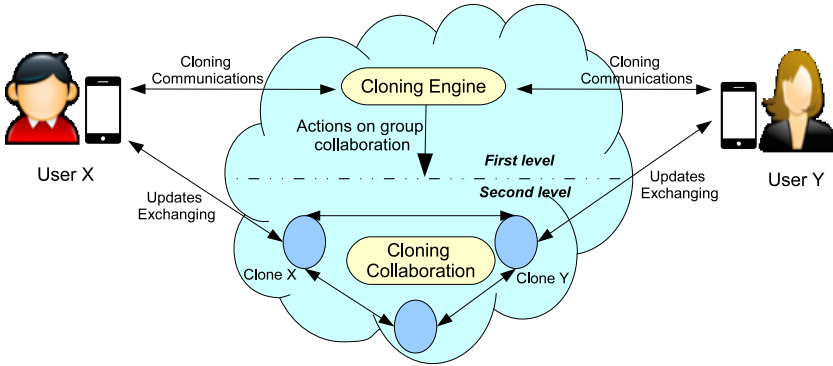 Cloning
Communications
Cloning Engine
Cloning
Communications
Actions on group
collaboration
First level
User X
User Y
Second level
Updates
Exchanging
Updates
Exchanging
Cloning
Collaboration
Clone X
Clone Y